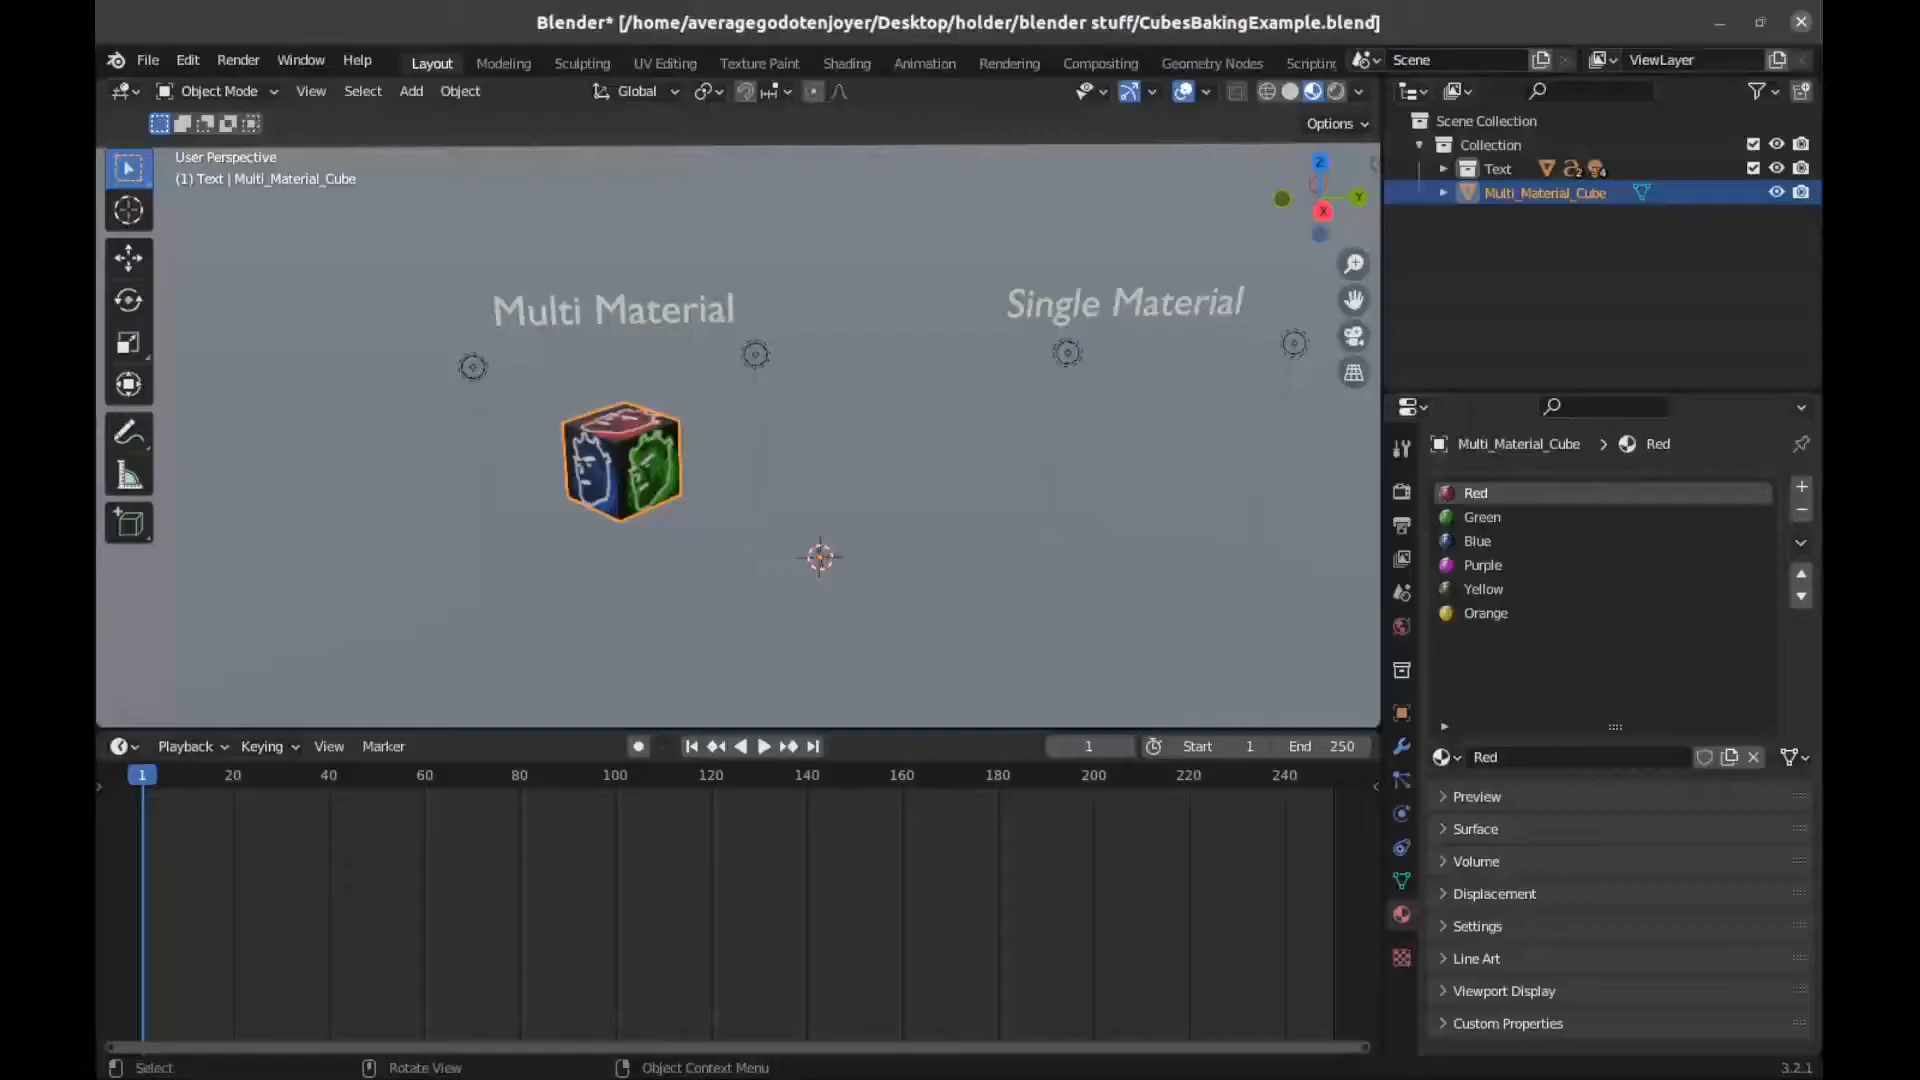 Blender* [/home/averagegodotenjoyer/Desktop/holder/blender stuff/CubesBakingExample.blend]
File Edit Render Window Help Layout Modeling Sculpting UV Editing Texture Paint Shading Animation Rendering Compositing Geometry Nodes Scripting Scene ViewLayer
Object Mode View Select Add Object Global
Options
Scene Collection
Collection
Text 2 4
Multi_Material_Cube
User Perspective
(1) Text | Multi_Material_Cube
Z
Y
X
Multi Material
Single Material
Multi_Material_Cube > Red
Red
Green
Blue
Purple
Yellow
Orange
Red
Preview
Surface
Volume
Displacement
Settings
Line Art
Viewport Display
Custom Properties
Playback Keying View Marker 1 Start 1 End 250
1 20 40 60 80 100 120 140 160 180 200 220 240
Select Rotate View Object Context Menu 3.2.1